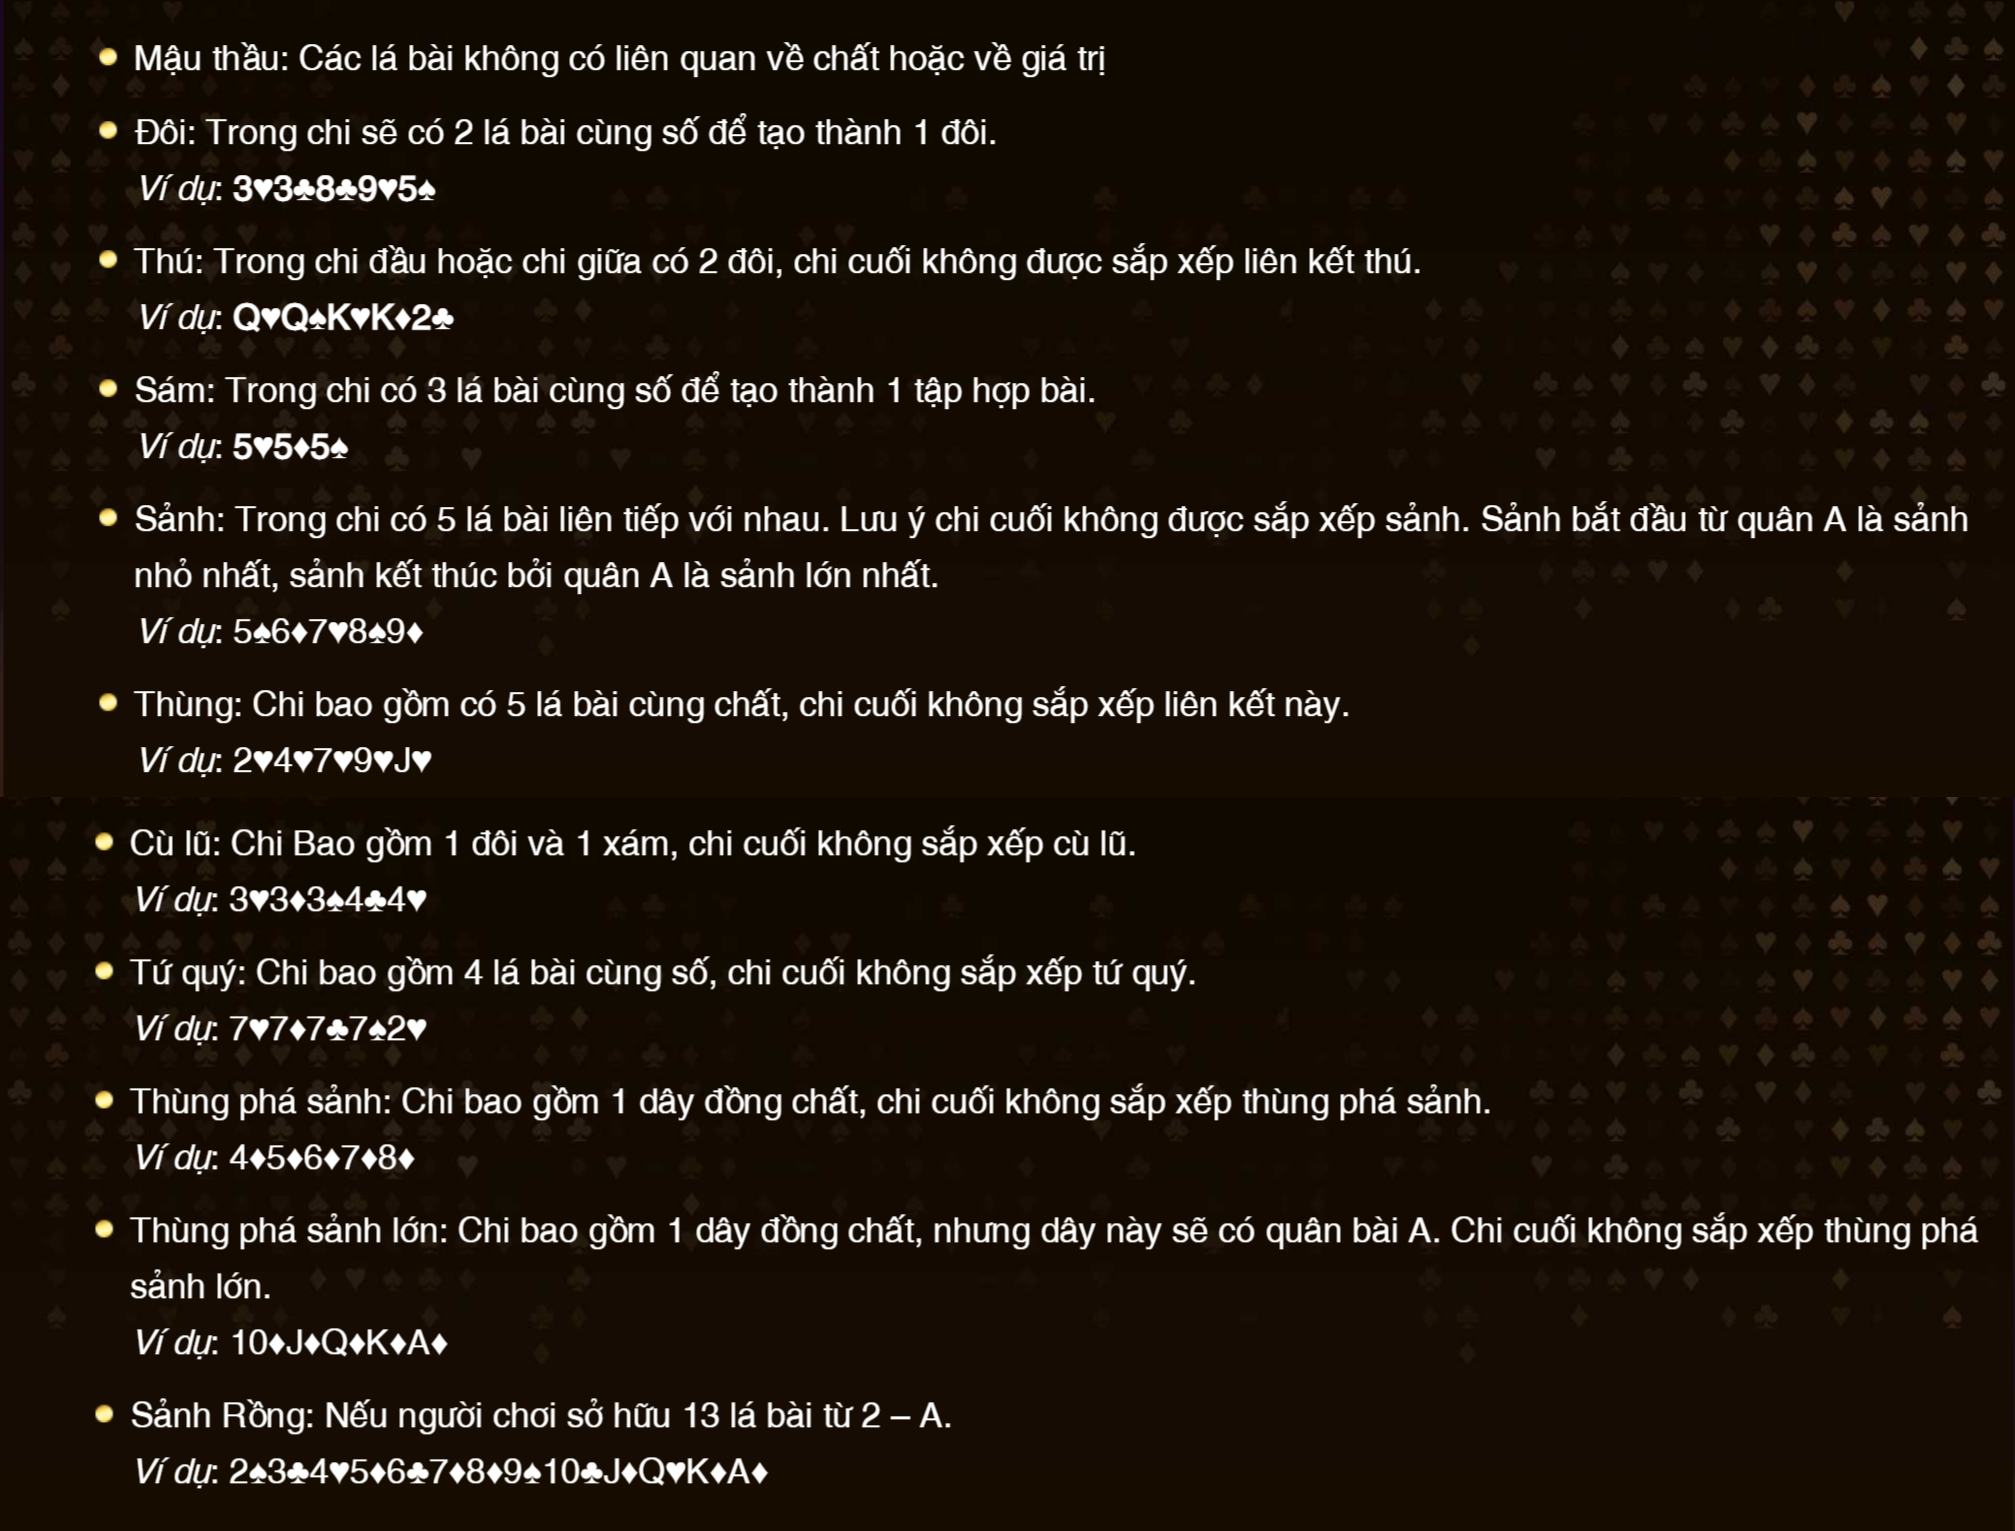 Mậu thầu: Các lá bài không có liên quan về chất hoặc về giá trị
Đôi: Trong chi sẽ có 2 lá bài cùng số để tạo thành 1 đôi.
Ví dụ: 3♥3♣8♣9♥5♠
Thú: Trong chi đầu hoặc chi giữa có 2 đôi, chi cuối không được sắp xếp liên kết thú.
Ví dụ: Q♥Q♠K♥K♦2♣
Sám: Trong chi có 3 lá bài cùng số để tạo thành 1 tập hợp bài.
Ví dụ: 5♥5♦5♠
Sảnh: Trong chi có 5 lá bài liên tiếp với nhau. Lưu ý chi cuối không được sắp xếp sảnh. Sảnh bắt đầu từ quân A là sảnh
nhỏ nhất, sảnh kết thúc bởi quân A là sảnh lớn nhất.
Ví dụ: 5♠6♦7♥8♠9♦
Thùng: Chi bao gồm có 5 lá bài cùng chất, chi cuối không sắp xếp liên kết này.
Ví dụ: 2♥4♥7♥9♥J♥
Cù lũ: Chi Bao gồm 1 đôi và 1 xám, chi cuối không sắp xếp cù lũ.
Ví dụ: 3♥3♦3♠4♣4♥
Tứ quý: Chi bao gồm 4 lá bài cùng số, chi cuối không sắp xếp tứ quý.
Ví dụ: 7♥7♦7♣7♠2♥
Thùng phá sảnh: Chi bao gồm 1 dây đồng chất, chi cuối không sắp xếp thùng phá sảnh.
Ví dụ: 4♦5♦6♦7♦8♦
Thùng phá sảnh lớn: Chi bao gồm 1 dây đồng chất, nhưng dây này sẽ có quân bài A. Chi cuối không sắp xếp thùng phá
sảnh lớn.
Ví dụ: 10♦J♦Q♦K♦A♦
Sảnh Rồng: Nếu người chơi sở hữu 13 lá bài từ 2 – A.
Ví dụ: 2♠3♣4♥5♦6♣7♦8♦9♠10♣J♦Q♥K♦A♦